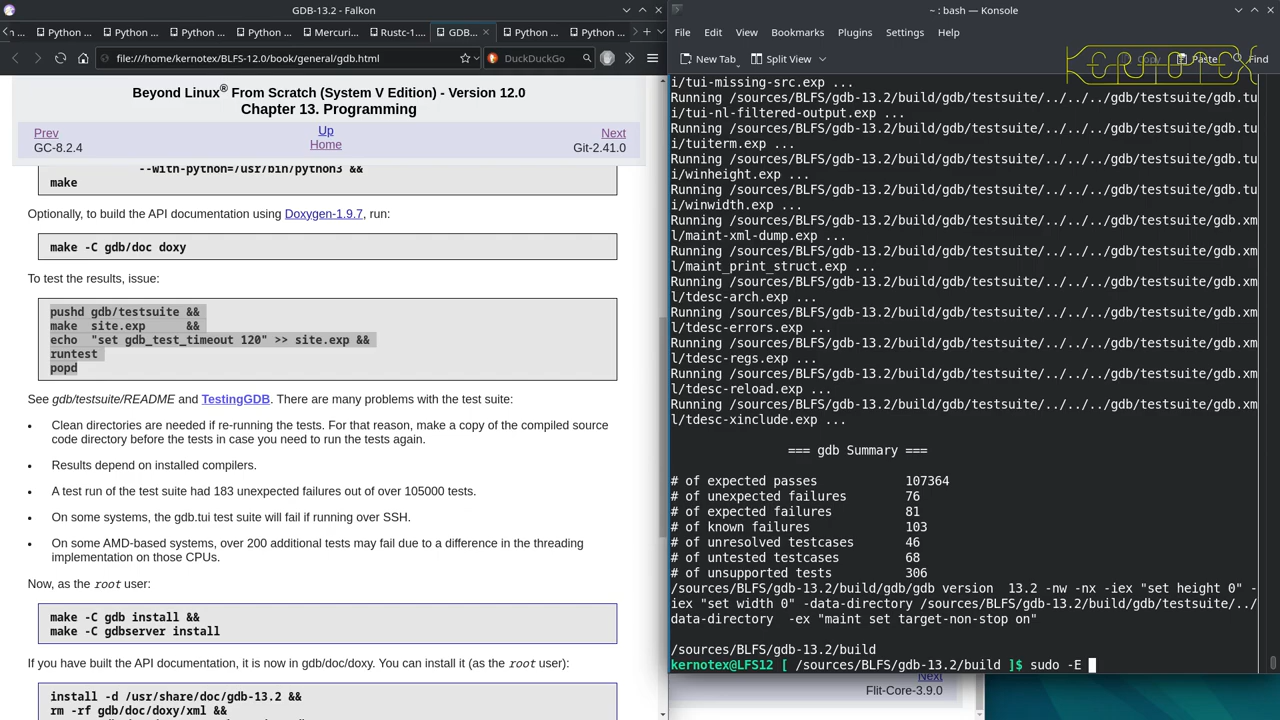 GDB-13.2 - Falkon
n ...
Python ...
Python ...
Python ...
Python ...
Mercuri...
Rustc-1....
GDB...
Python ...
Python ...
file:///home/kernotex/BLFS-12.0/book/general/gdb.html
DuckDuckGo
Beyond Linux® From Scratch (System V Edition) - Version 12.0
Chapter 13. Programming
Prev
Up
Next
GC-8.2.4
Home
Git-2.41.0
--with-python=/usr/bin/python3 &&
make
Optionally, to build the API documentation using Doxygen-1.9.7, run:
make -C gdb/doc doxy
To test the results, issue:
pushd gdb/testsuite &&
make  site.exp      &&
echo  "set gdb_test_timeout 120" >> site.exp &&
runtest
popd
See gdb/testsuite/README and TestingGDB. There are many problems with the test suite:
• Clean directories are needed if re-running the tests. For that reason, make a copy of the compiled source
code directory before the tests in case you need to run the tests again.
• Results depend on installed compilers.
• A test run of the test suite had 183 unexpected failures out of over 105000 tests.
• On some systems, the gdb.tui test suite will fail if running over SSH.
• On some AMD-based systems, over 200 additional tests may fail due to a difference in the threading
implementation on those CPUs.
Now, as the root user:
make -C gdb install &&
make -C gdbserver install
If you have built the API documentation, it is now in gdb/doc/doxy. You can install it (as the root user):
install -d /usr/share/doc/gdb-13.2 &&
rm -rf gdb/doc/doxy/xml &&
~ : bash — Konsole
File Edit View Bookmarks Plugins Settings Help
New Tab
Split View
Copy
Paste
Find
KERNOTEX
i/tui-missing-src.exp ...
Running /sources/BLFS/gdb-13.2/build/gdb/testsuite/../../../gdb/testsuite/gdb.tu
i/tui-nl-filtered-output.exp ...
Running /sources/BLFS/gdb-13.2/build/gdb/testsuite/../../../gdb/testsuite/gdb.tu
i/tuiterm.exp ...
Running /sources/BLFS/gdb-13.2/build/gdb/testsuite/../../../gdb/testsuite/gdb.tu
i/winheight.exp ...
Running /sources/BLFS/gdb-13.2/build/gdb/testsuite/../../../gdb/testsuite/gdb.tu
i/winwidth.exp ...
Running /sources/BLFS/gdb-13.2/build/gdb/testsuite/../../../gdb/testsuite/gdb.xm
l/maint-xml-dump.exp ...
Running /sources/BLFS/gdb-13.2/build/gdb/testsuite/../../../gdb/testsuite/gdb.xm
l/maint_print_struct.exp ...
Running /sources/BLFS/gdb-13.2/build/gdb/testsuite/../../../gdb/testsuite/gdb.xm
l/tdesc-arch.exp ...
Running /sources/BLFS/gdb-13.2/build/gdb/testsuite/../../../gdb/testsuite/gdb.xm
l/tdesc-errors.exp ...
Running /sources/BLFS/gdb-13.2/build/gdb/testsuite/../../../gdb/testsuite/gdb.xm
l/tdesc-regs.exp ...
Running /sources/BLFS/gdb-13.2/build/gdb/testsuite/../../../gdb/testsuite/gdb.xm
l/tdesc-reload.exp ...
Running /sources/BLFS/gdb-13.2/build/gdb/testsuite/../../../gdb/testsuite/gdb.xm
l/tdesc-xinclude.exp ...
=== gdb Summary ===
# of expected passes            107364
# of unexpected failures        76
# of expected failures          81
# of known failures             103
# of unresolved testcases       46
# of untested testcases         68
# of unsupported tests          306
/sources/BLFS/gdb-13.2/build/gdb/gdb version  13.2 -nw -nx -iex "set height 0" -
iex "set width 0" -data-directory /sources/BLFS/gdb-13.2/build/gdb/testsuite/../
data-directory  -ex "maint set target-non-stop on"
/sources/BLFS/gdb-13.2/build
kernotex@LFS12 [ /sources/BLFS/gdb-13.2/build ]$ sudo -E
Next
Flit-Core-3.9.0